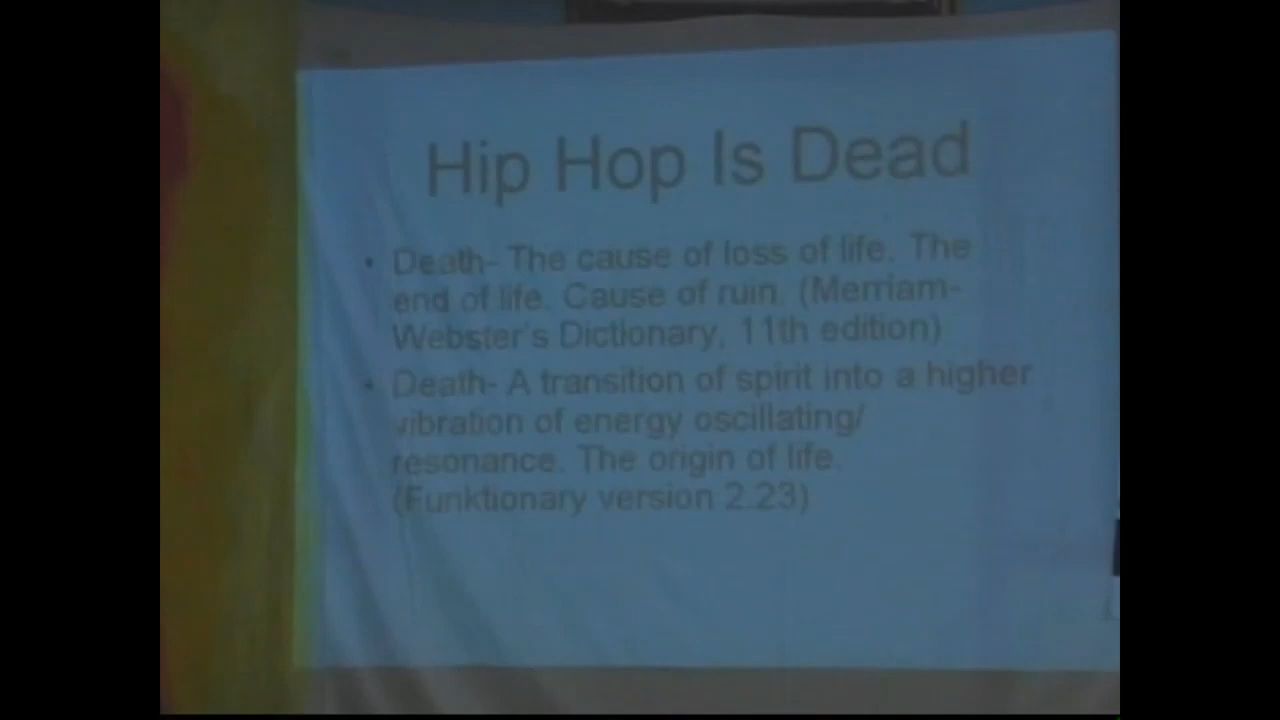 Hip Hop Is Dead
• Death- The cause of loss of life. The
end of life. Cause of ruin. (Merriam-
Webster's Dictionary, 11th edition)
• Death- A transition of spirit into a higher
vibration of energy oscillating/
resonance. The origin of life.
(Funktionary version 2.23)